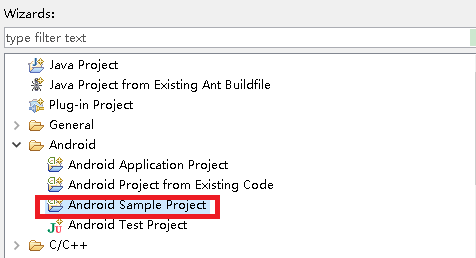 Wizards:
type filter text
Java Project
Java Project from Existing Ant Buildfile
Plug-in Project
General
Android
Android Application Project
Android Project from Existing Code
Android Sample Project
Android Test Project
C/C++